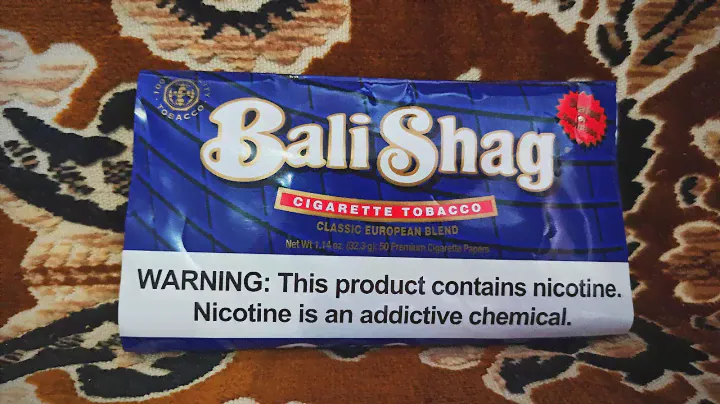 TOBACCO
Bali Shag
CIGARETTE TOBACCO
CLASSIC EUROPEAN BLEND
Net Wt 1.14 oz. (32.3 g); 50 Premium Cigarette Papers
WARNING: This product contains nicotine.
Nicotine is an addictive chemical.